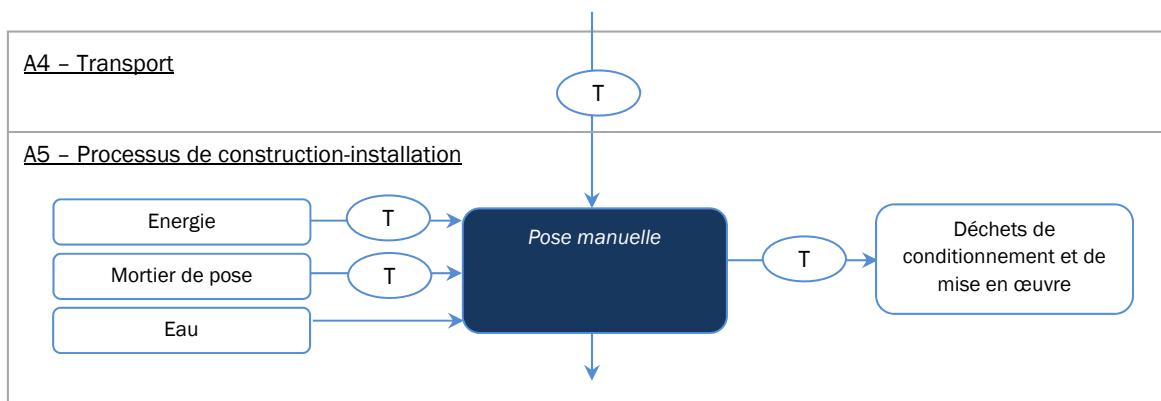 A4 – Transport
T
A5 – Processus de construction-installation
Energie
T
Mortier de pose
T
Eau
Pose manuelle
T
Déchets de
conditionnement et de
mise en œuvre